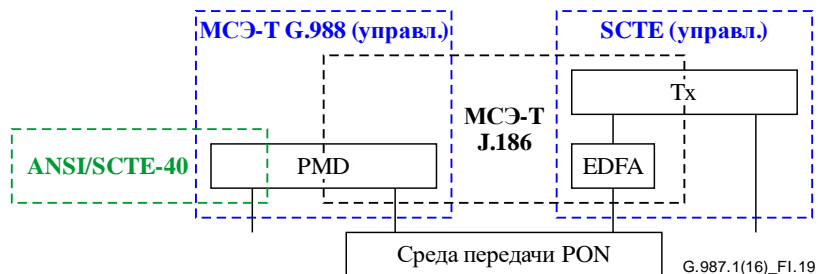 МСЭ-Т G.988 (управл.)
SCTE (управл.)
Tx
МСЭ-Т
J.186
ANSI/SCTE-40
PMD
EDFA
Среда передачи PON
G.987.1(16)_FI.19